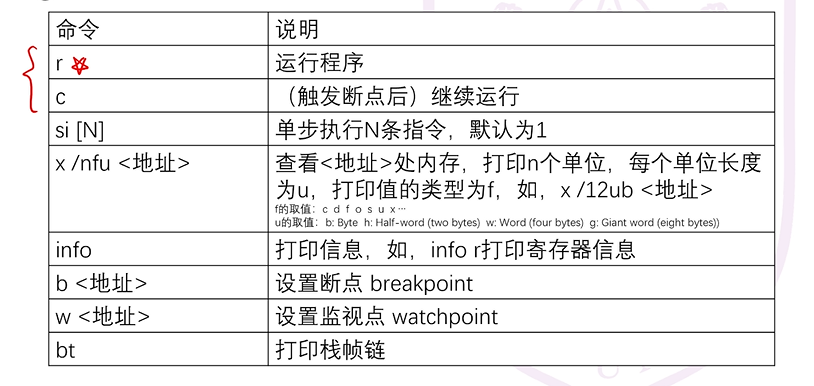 命令 说明
r 运行程序
c （触发断点后）继续运行
si [N] 单步执行N条指令，默认为1
x /nfu <地址> 查看<地址>处内存，打印n个单位，每个单位长度
为u，打印值的类型为f，如，x /12ub <地址>
f的取值：c d f o s u x…
u的取值：b: Byte h: Half-word (two bytes) w: Word (four bytes) g: Giant word (eight bytes))
info 打印信息，如，info r打印寄存器信息
b <地址> 设置断点 breakpoint
w <地址> 设置监视点 watchpoint
bt 打印栈帧链